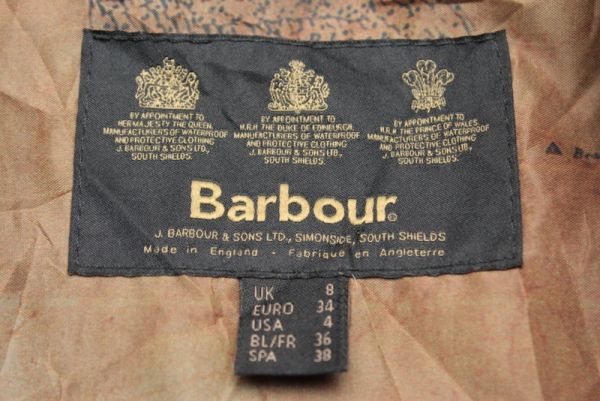 BY APPOINTMENT TO
HER MAJESTY THE QUEEN
MANUFACTURERS OF WATERPROOF
AND PROTECTIVE CLOTHING
J. BARBOUR & SONS LTD.,
SOUTH SHIELDS.
BY APPOINTMENT TO
H.R.H. THE DUKE OF EDINBURGH.
MANUFACTURERS OF WATERPROOF
AND PROTECTIVE CLOTHING
J. BARBOUR & SONS LTD.,
SOUTH SHIELDS.
BY APPOINTMENT TO
H.R.H. THE PRINCE OF WALES.
MANUFACTURERS OF WATERPROOF
AND PROTECTIVE CLOTHING
J. BARBOUR & SONS LTD.,
SOUTH SHIELDS.
Barbour®
J. BARBOUR & SONS LTD., SIMONSIDE, SOUTH SHIELDS
Made in England · Fabriqué en Angleterre
UK 8
EURO 34
USA 4
BL/FR 36
SPA 38